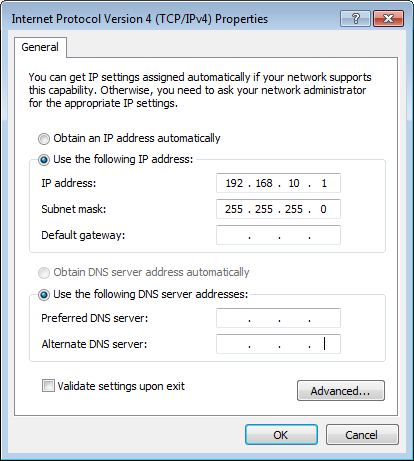 Internet Protocol Version 4 (TCP/IPv4) Properties
General
You can get IP settings assigned automatically if your network supports
this capability. Otherwise, you need to ask your network administrator
for the appropriate IP settings.
Obtain an IP address automatically
Use the following IP address:
IP address: 192 . 168 . 10 . 1
Subnet mask: 255 . 255 . 255 . 0
Default gateway: . . .
Obtain DNS server address automatically
Use the following DNS server addresses:
Preferred DNS server: . . .
Alternate DNS server: . . .
Validate settings upon exit
Advanced...
OK Cancel